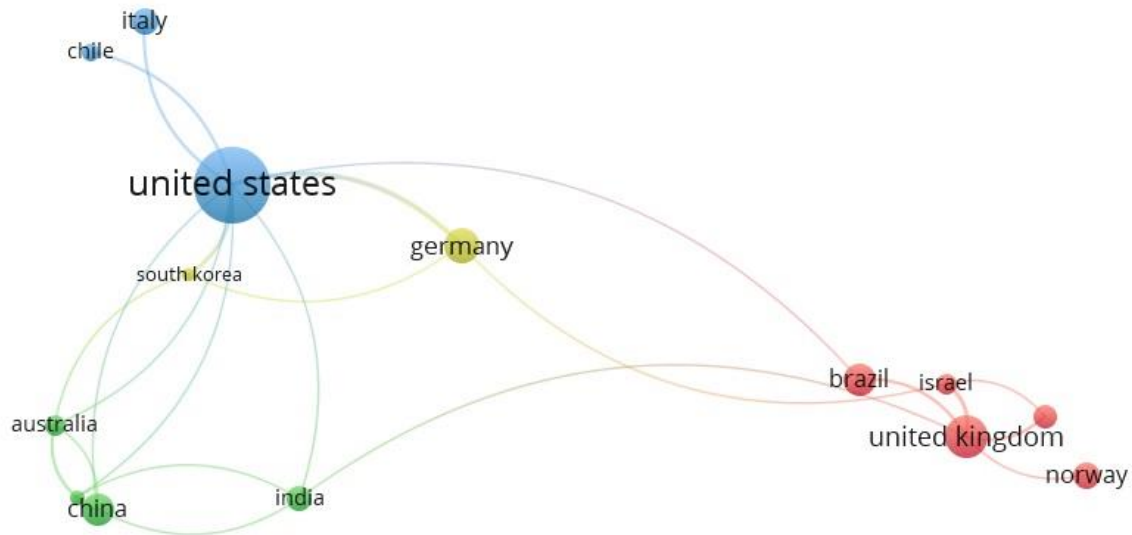 italy
chile
united states
germany
south korea
brazil
israel
australia
united kingdom
norway
india
china